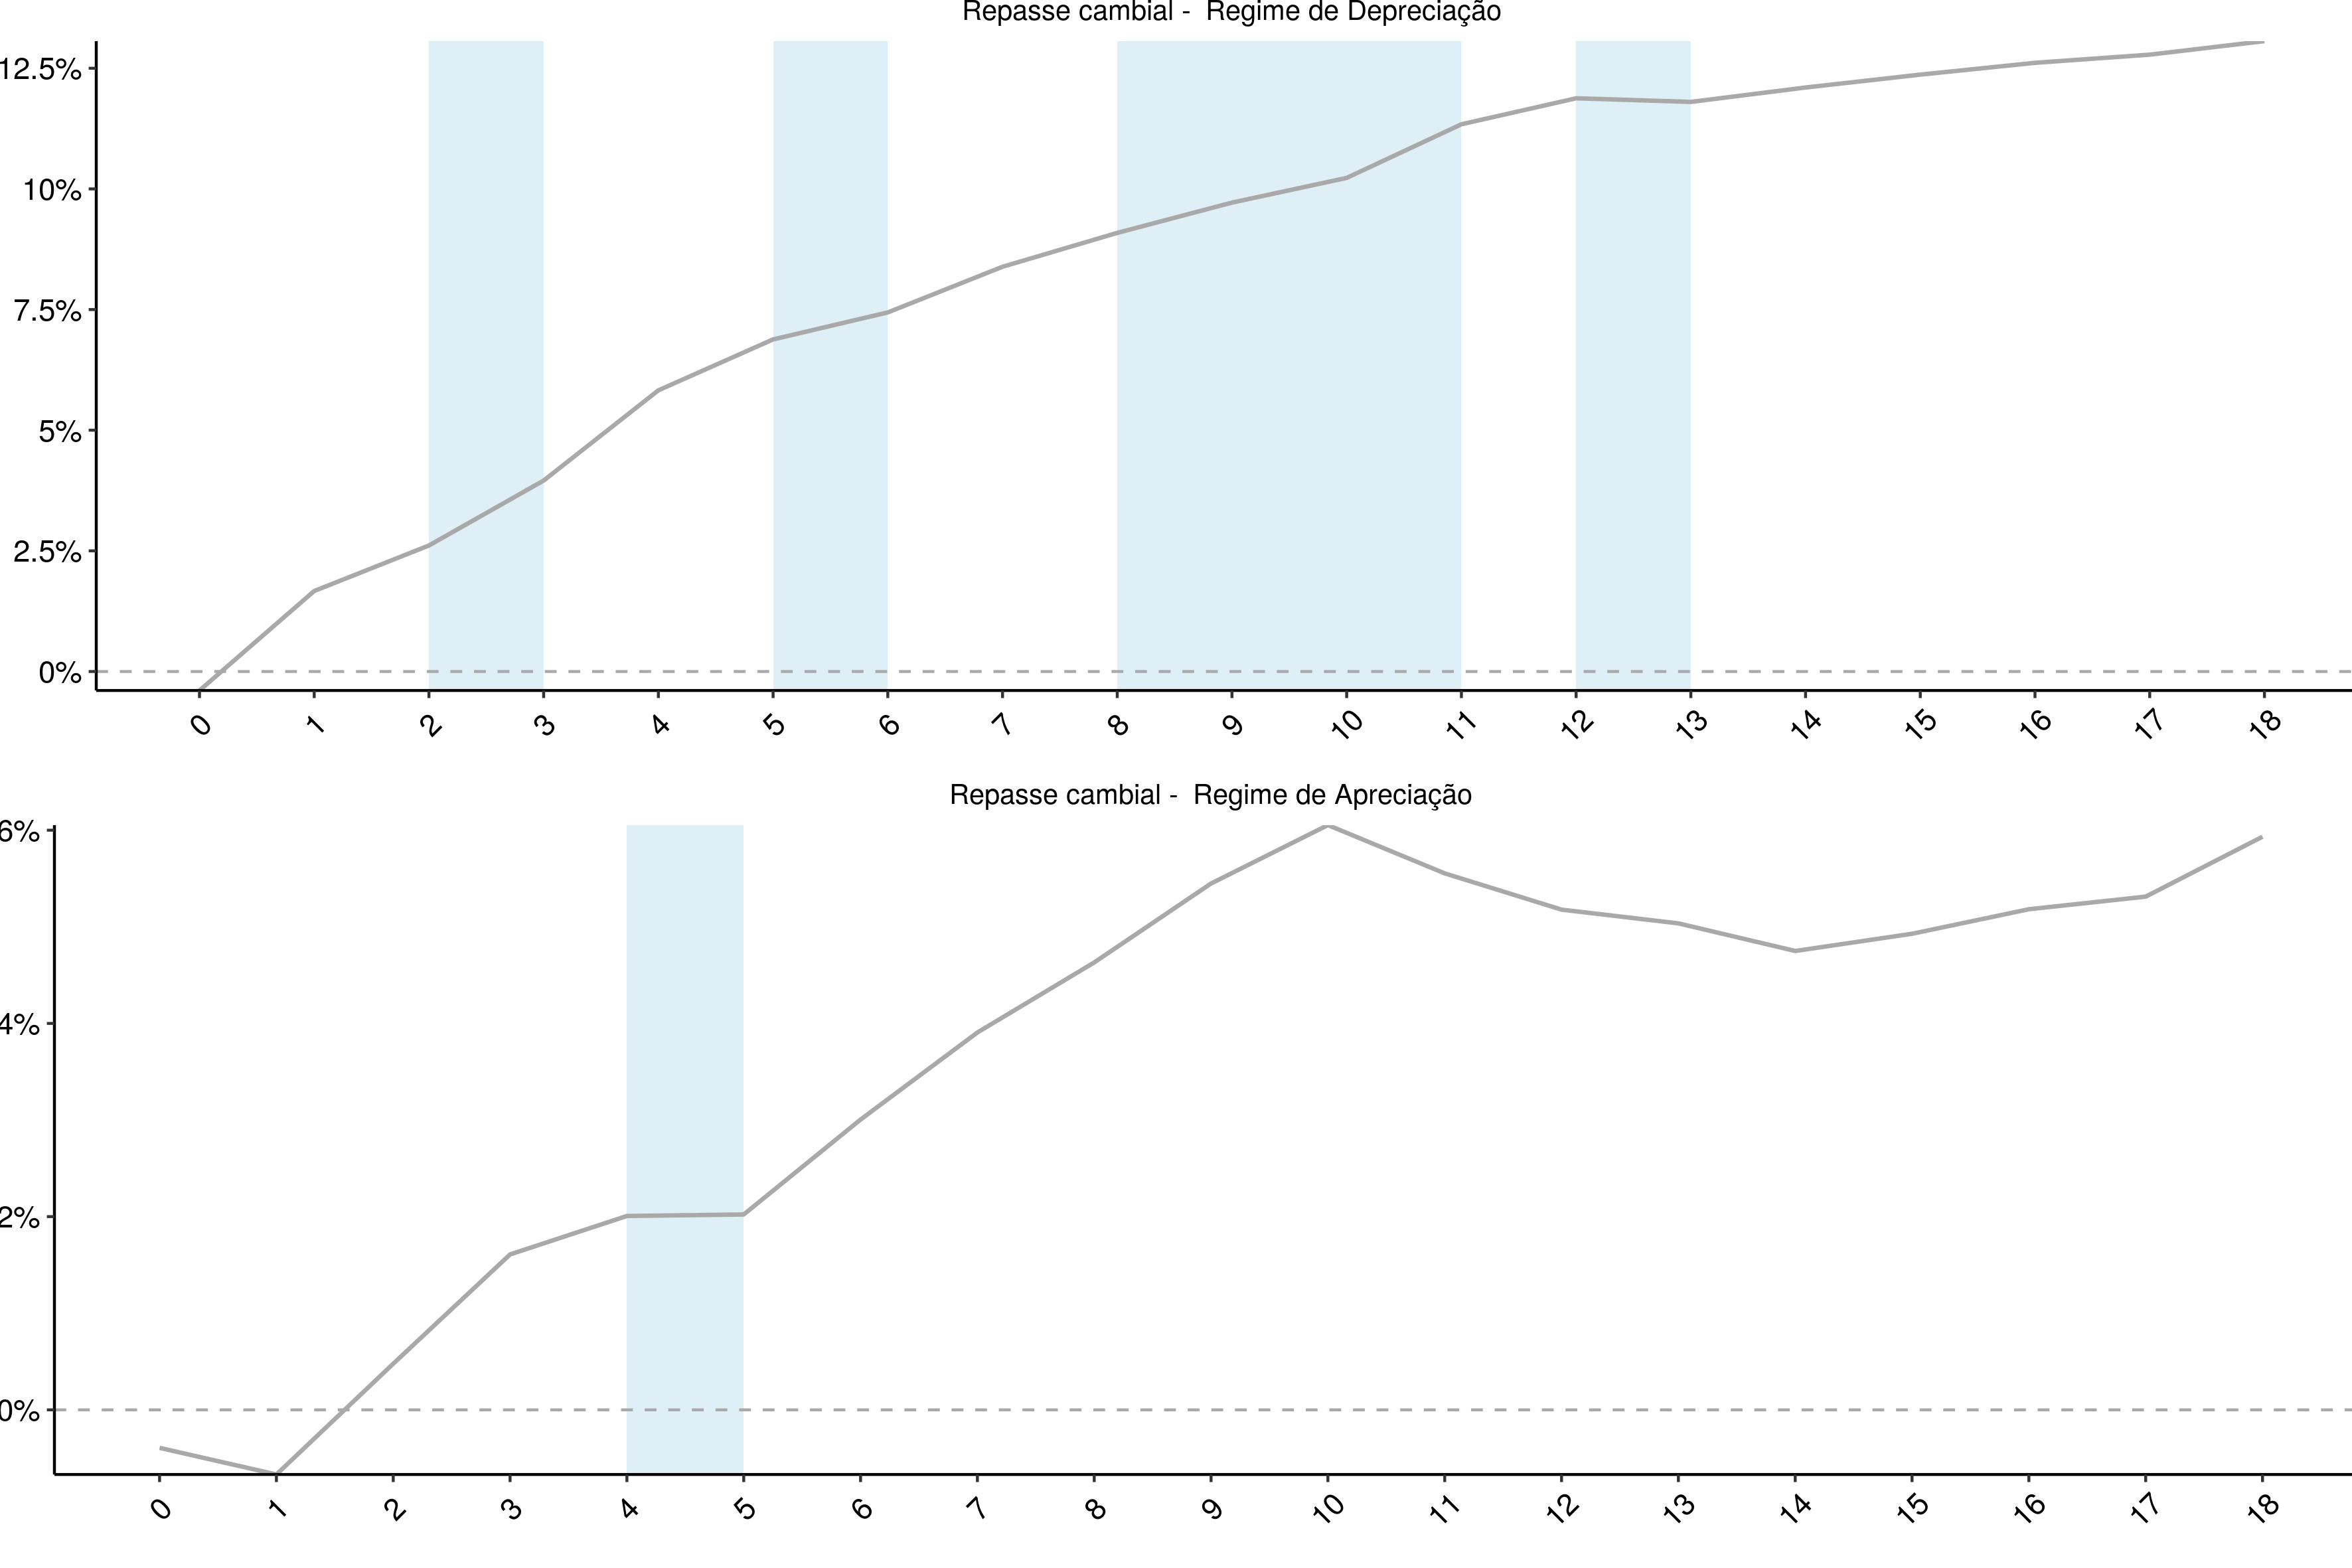 Repasse cambial -  Regime de Depreciação
12.5%
10%
7.5%
5%
2.5%
0%
0 1 2 3 4 5 6 7 8 9 10 11 12 13 14 15 16 17 18
Repasse cambial -  Regime de Apreciação
6%
4%
2%
0%
0 1 2 3 4 5 6 7 8 9 10 11 12 13 14 15 16 17 18